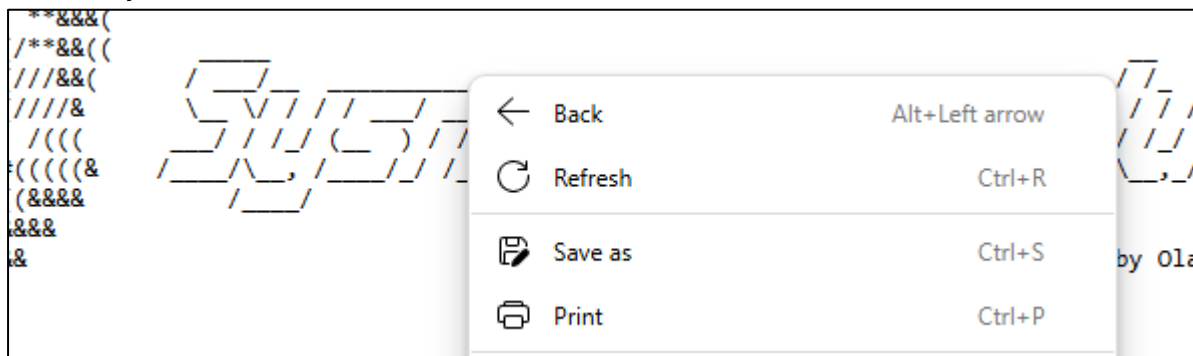 **&&&(
/**&&((
///&&(
////&
/(((
(((((&
(&&&&
&&&
&
Back Alt+Left arrow
Refresh Ctrl+R
Save as Ctrl+S
Print Ctrl+P
by Ola